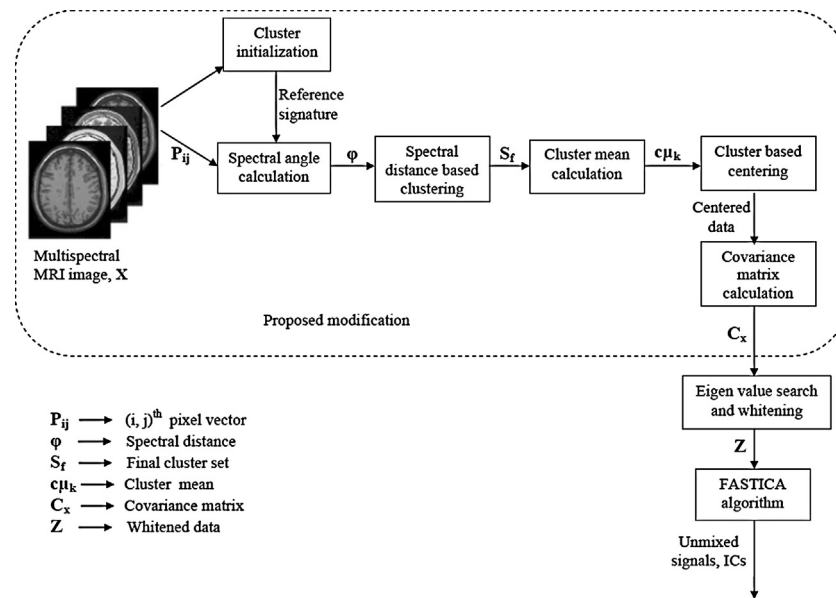 Cluster
initialization
Reference
signature
P_ij
Spectral angle
calculation
φ
Spectral
distance based
clustering
S_f
Cluster mean
calculation
cμ_k
Cluster based
centering
Multispectral
MRI image, X
Centered
data
Covariance
matrix
calculation
Proposed modification
C_x
Eigen value search
and whitening
Z
FASTICA
algorithm
Unmixed
signals, ICs
P_ij → (i, j)^th pixel vector
φ → Spectral distance
S_f → Final cluster set
cμ_k → Cluster mean
C_x → Covariance matrix
Z → Whitened data